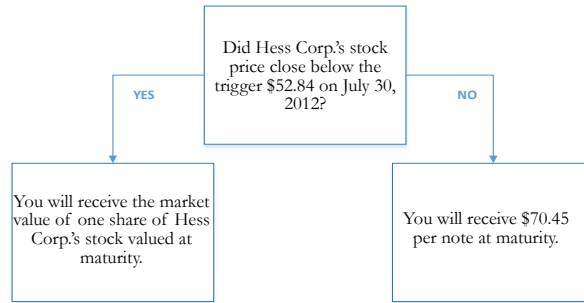 Did Hess Corp.'s stock
price close below the
trigger $52.84 on July 30,
2012?
YES
NO
You will receive the market
value of one share of Hess
Corp.'s stock valued at
maturity.
You will receive $70.45
per note at maturity.